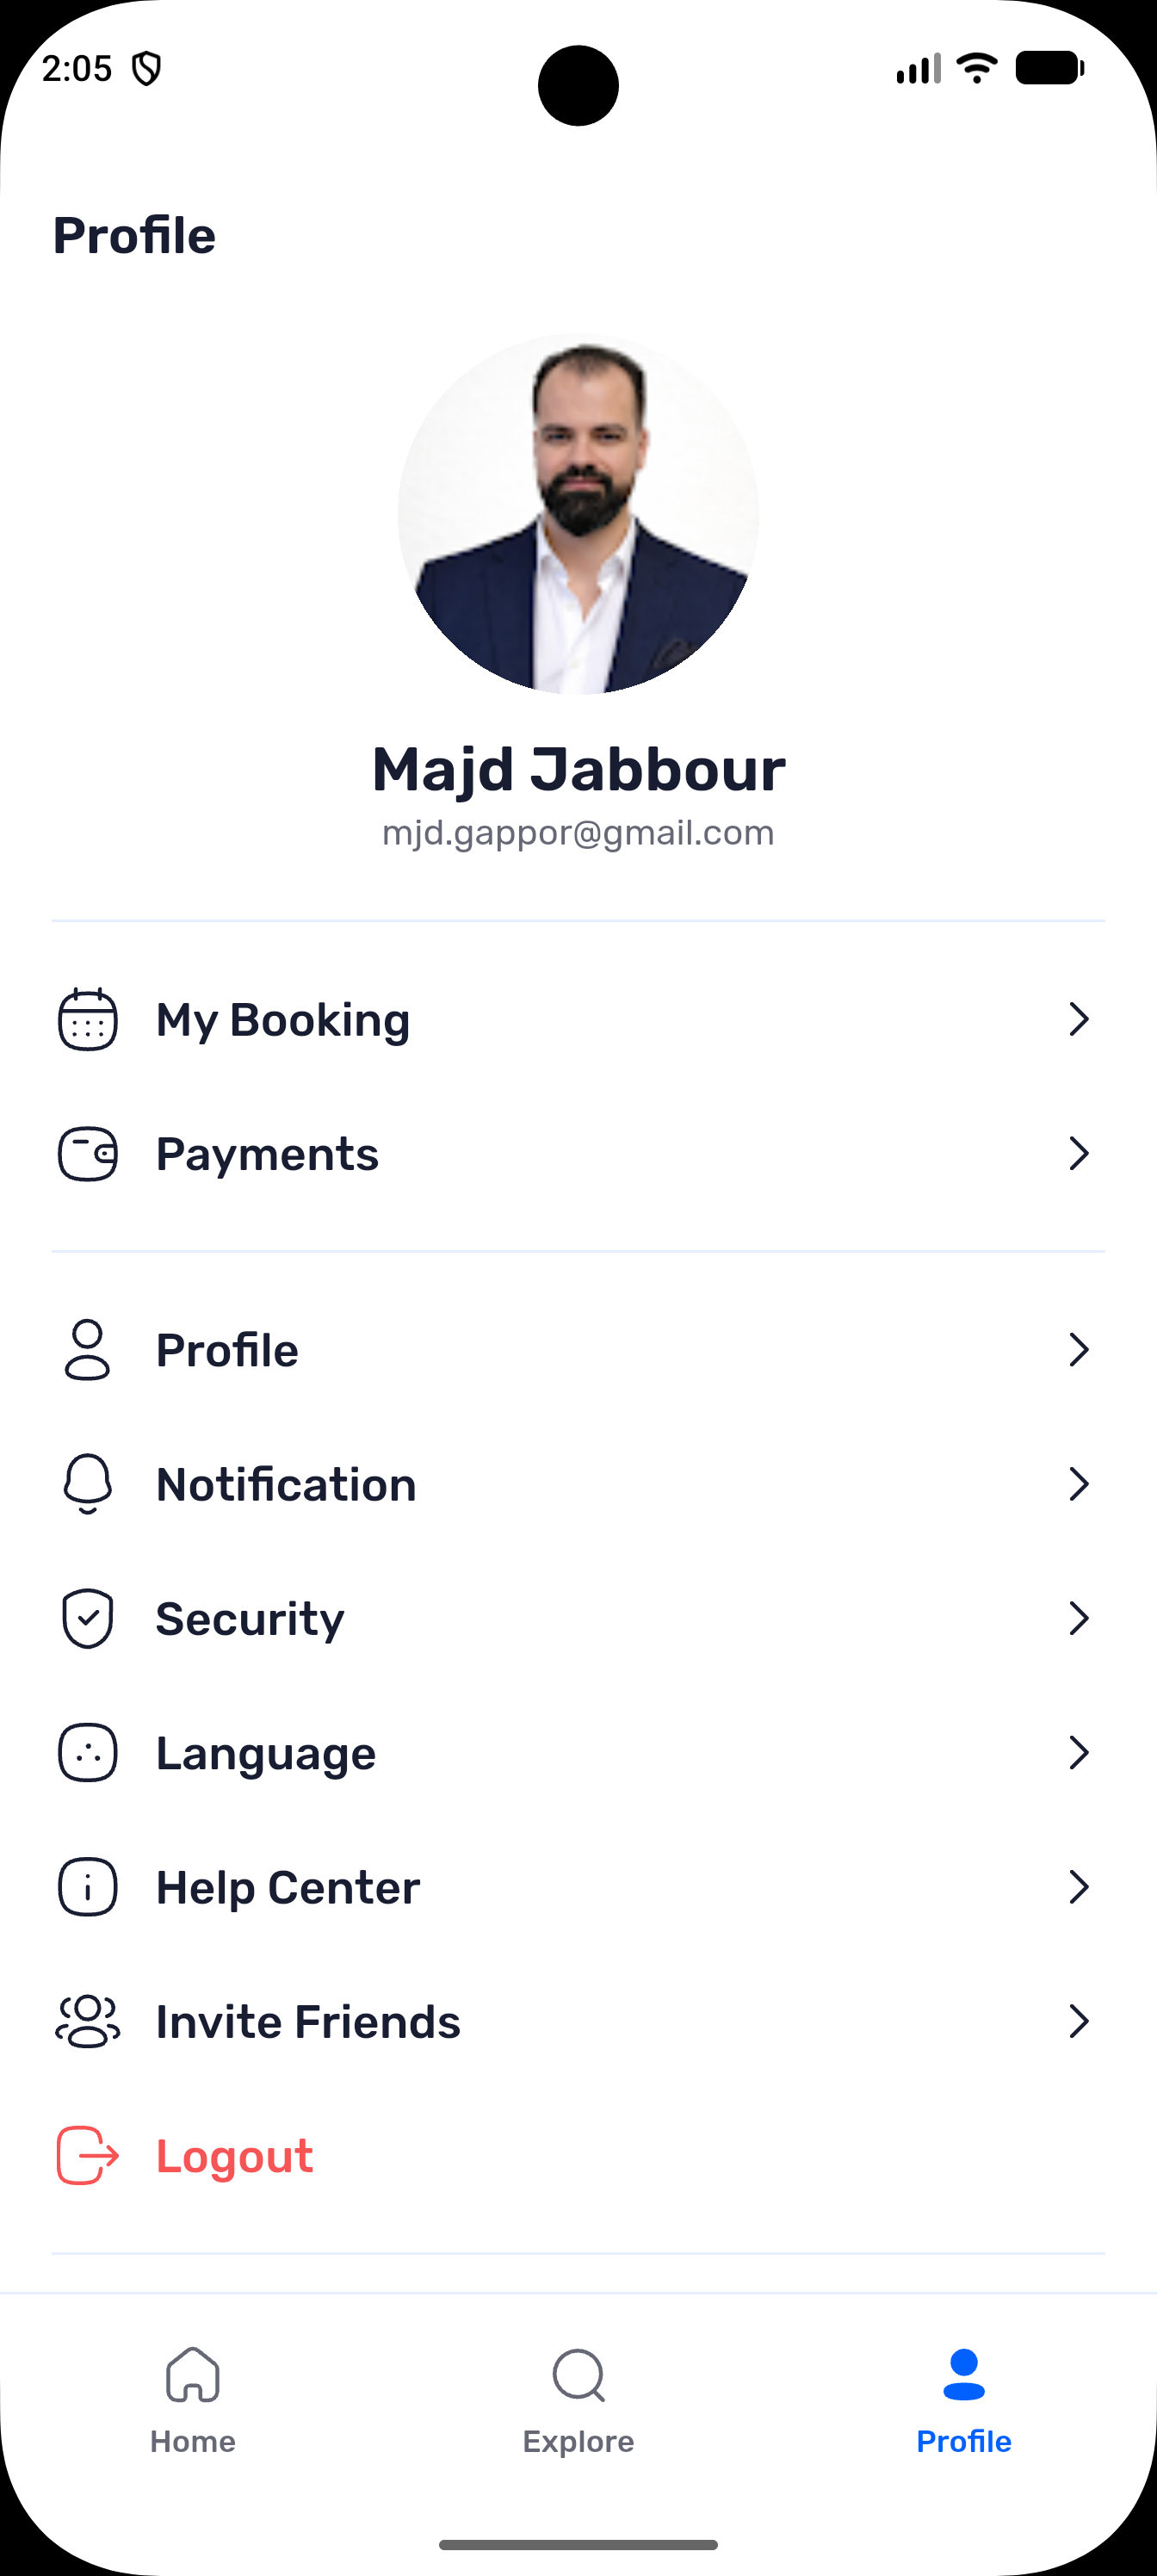 2:05
Profile
Majd Jabbour
mjd.gappor@gmail.com
My Booking
Payments
Profile
Notification
Security
Language
Help Center
Invite Friends
Logout
Home
Explore
Profile